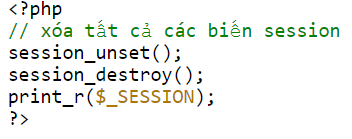 <?php
// xóa tất cả các biến session
session_unset();
session_destroy();
print_r($_SESSION);
?>